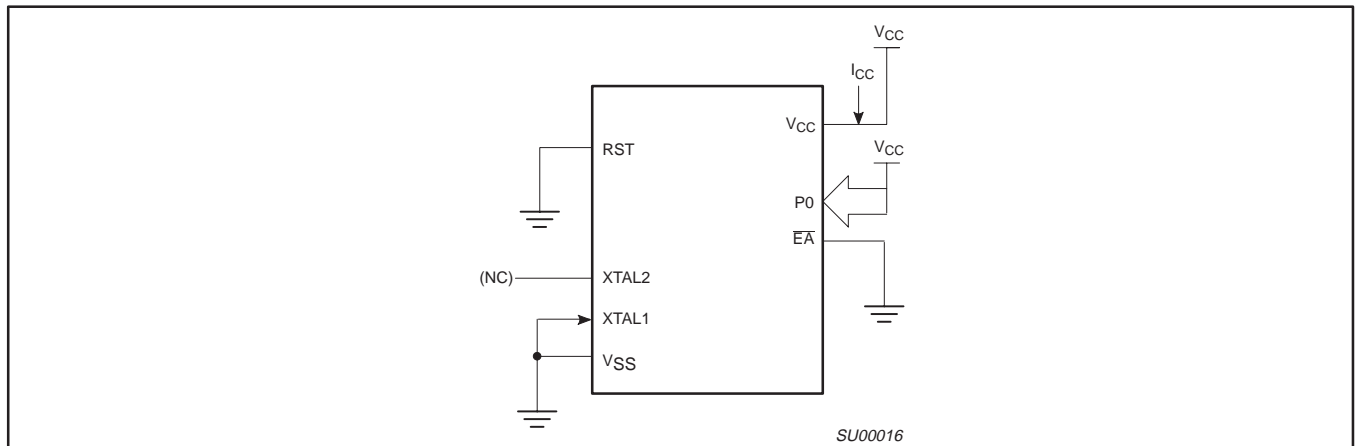 VCC
ICC
VCC
VCC
RST
P0
EA
(NC)
XTAL2
XTAL1
VSS
SU00016